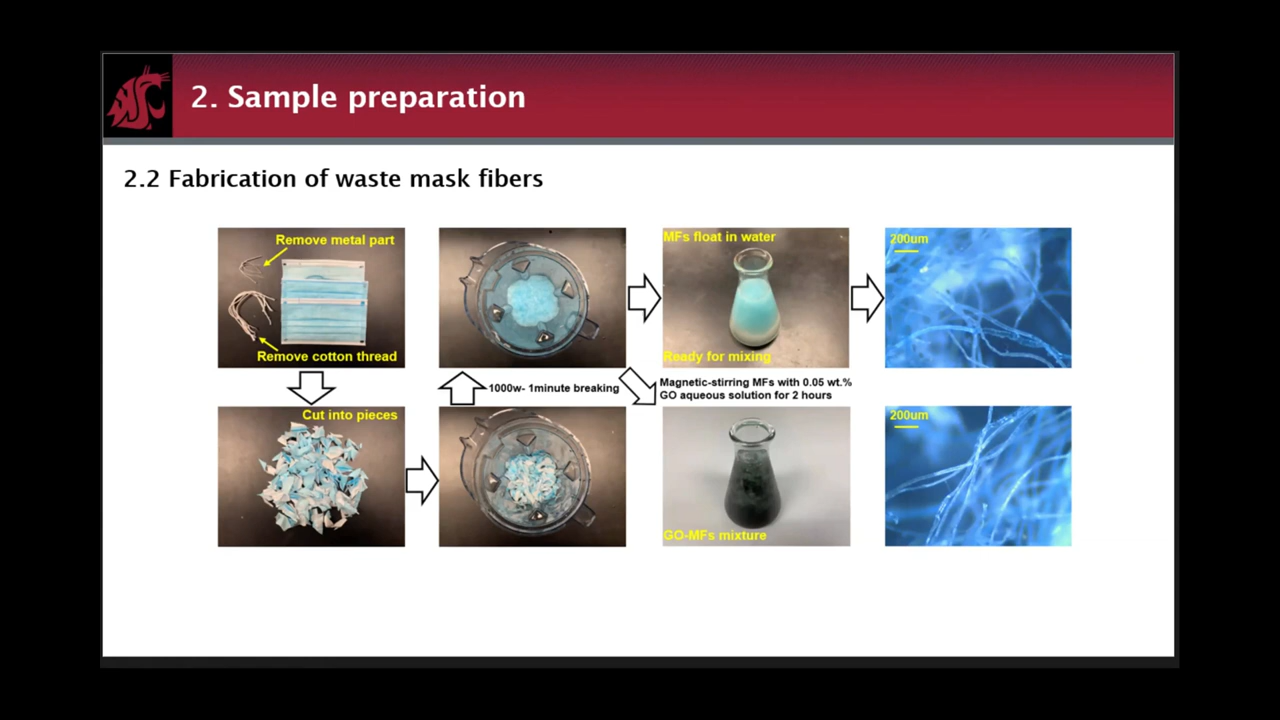 2. Sample preparation
2.2 Fabrication of waste mask fibers
Remove metal part
Remove cotton thread
Cut into pieces
1000w- 1minute breaking
MFs float in water
Ready for mixing
Magnetic-stirring MFs with 0.05 wt.%
GO aqueous solution for 2 hours
GO-MFs mixture
200um
200um